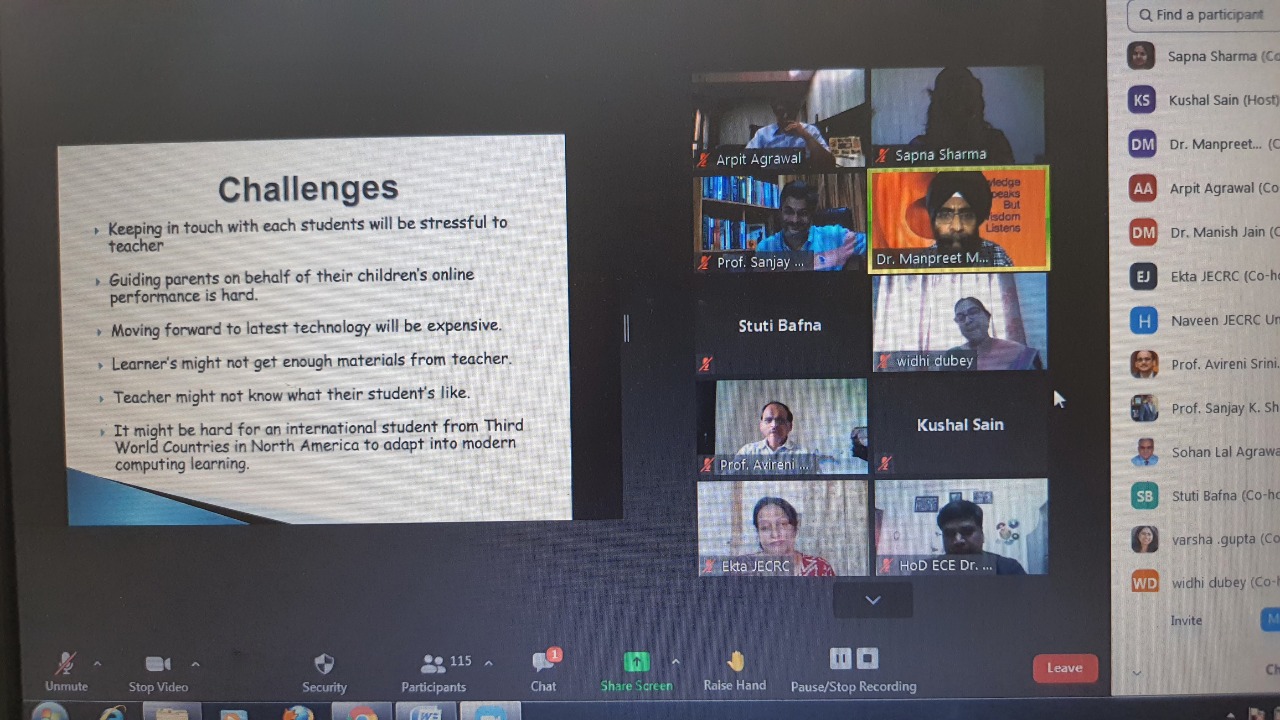 Challenges
Keeping in touch with each students will be stressful to
teacher
Guiding parents on behalf of their children's online
performance is hard.
Moving forward to latest technology will be expensive.
Learner's might not get enough materials from teacher.
Teacher might not know what their student's like.
It might be hard for an international student from Third
World Countries in North America to adapt into modern
computing learning.
Arpit Agrawal
Sapna Sharma
Prof. Sanjay ...
ledge
peaks
But
isdom
Listens
Dr. Manpreet M...
Stuti Bafna
widhi dubey
Prof. Avireni ...
Kushal Sain
Ekta JECRC
HoD ECE Dr. ...
Find a participant
Sapna Sharma (Co
KS Kushal Sain (Host)
DM Dr. Manpreet... (C
AA Arpit Agrawal (Co
DM Dr. Manish Jain (C
EJ Ekta JECRC (Co-ho
H Naveen JECRC Un
Prof. Avireni Srini.
Prof. Sanjay K. Sh
Sohan Lal Agrawa
SB Stuti Bafna (Co-ho
varsha .gupta (Co
WD widhi dubey (Co-h
Invite M
Ch
Unmute
Stop Video
Security
115
Participants
1
Chat
Share Screen
Raise Hand
Pause/Stop Recording
Leave